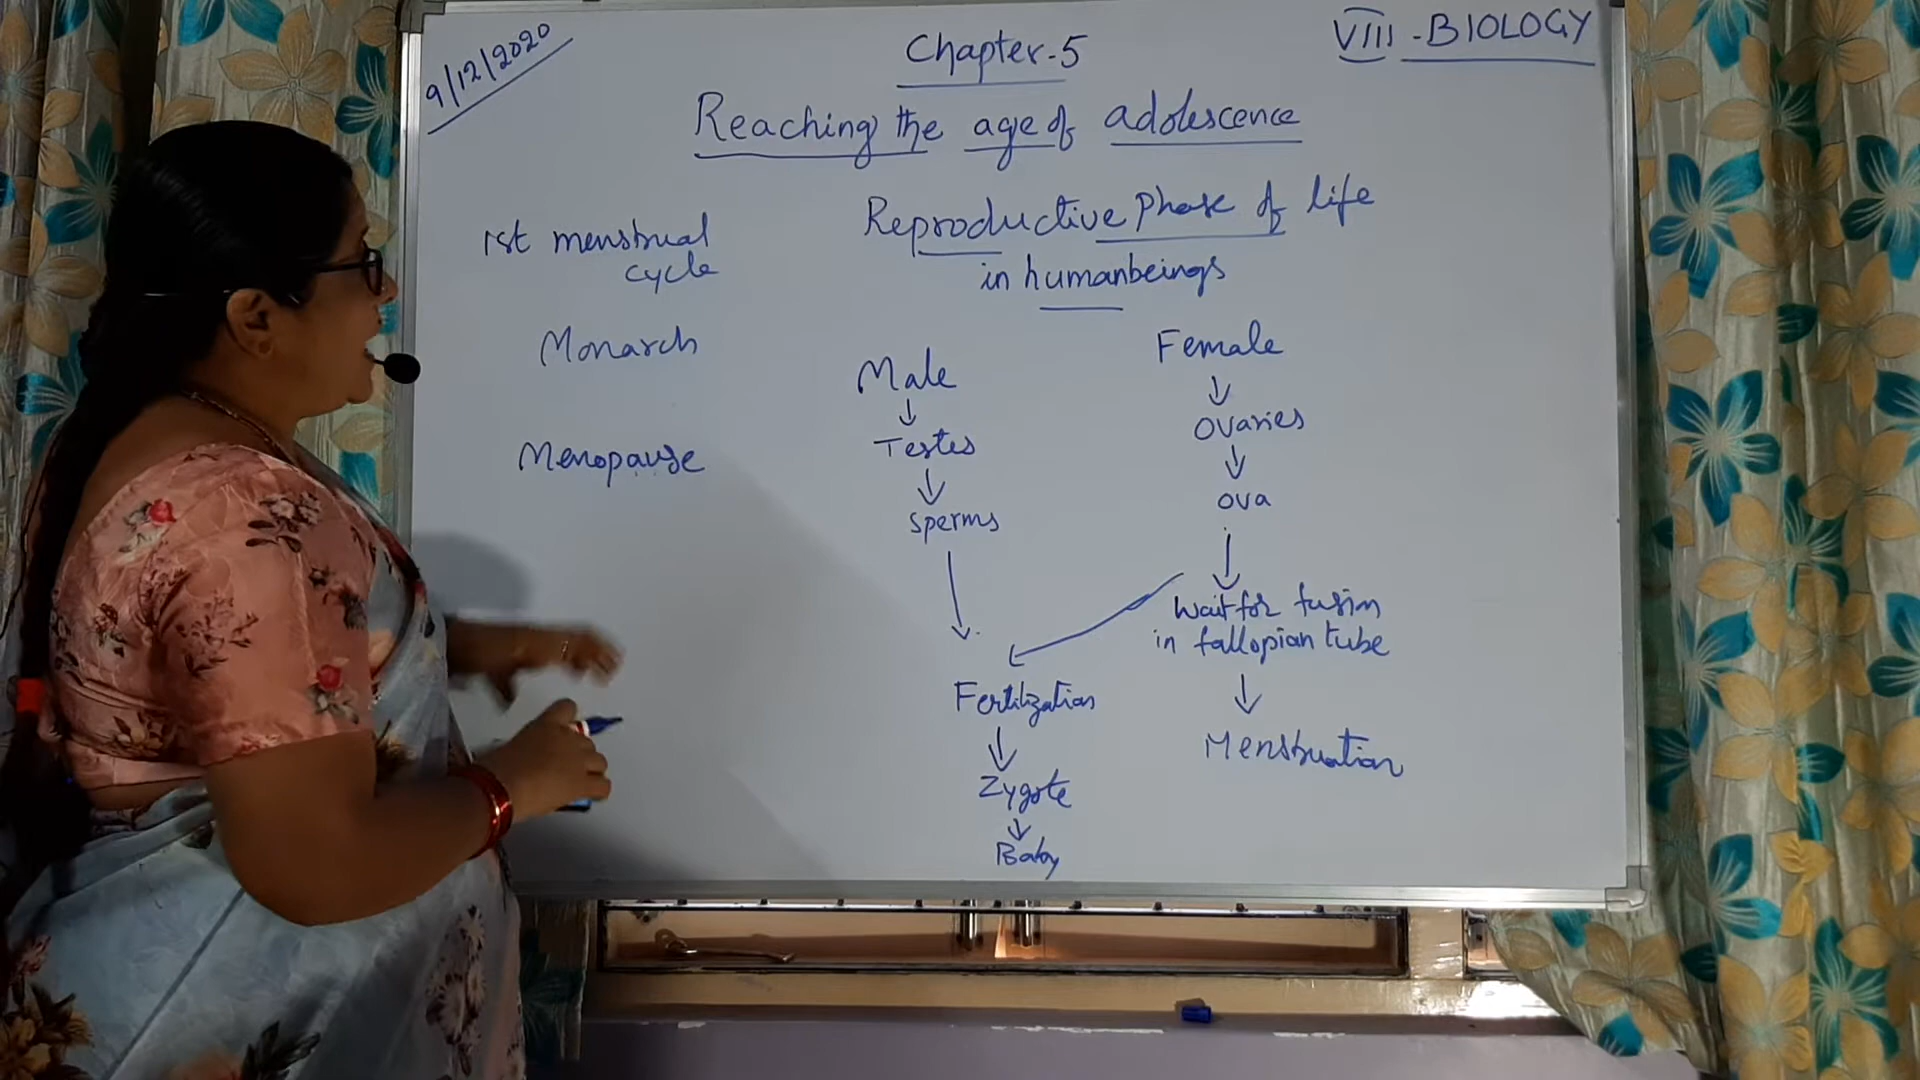 9/12/2020
Chapter-5
VIII - BIOLOGY
Reaching the age of adolescence
Reproductive Phase of life
in humanbeings
1st menstrual
cycle
Monarch
Menopause
Male
↓
Testes
↓
Sperms
↓
Female
↓
Ovaries
↓
ova
↓
Wait for fusion
in fallopian tube
↓
Menstruation
Fertilization
↓
Zygote
↓
Baby